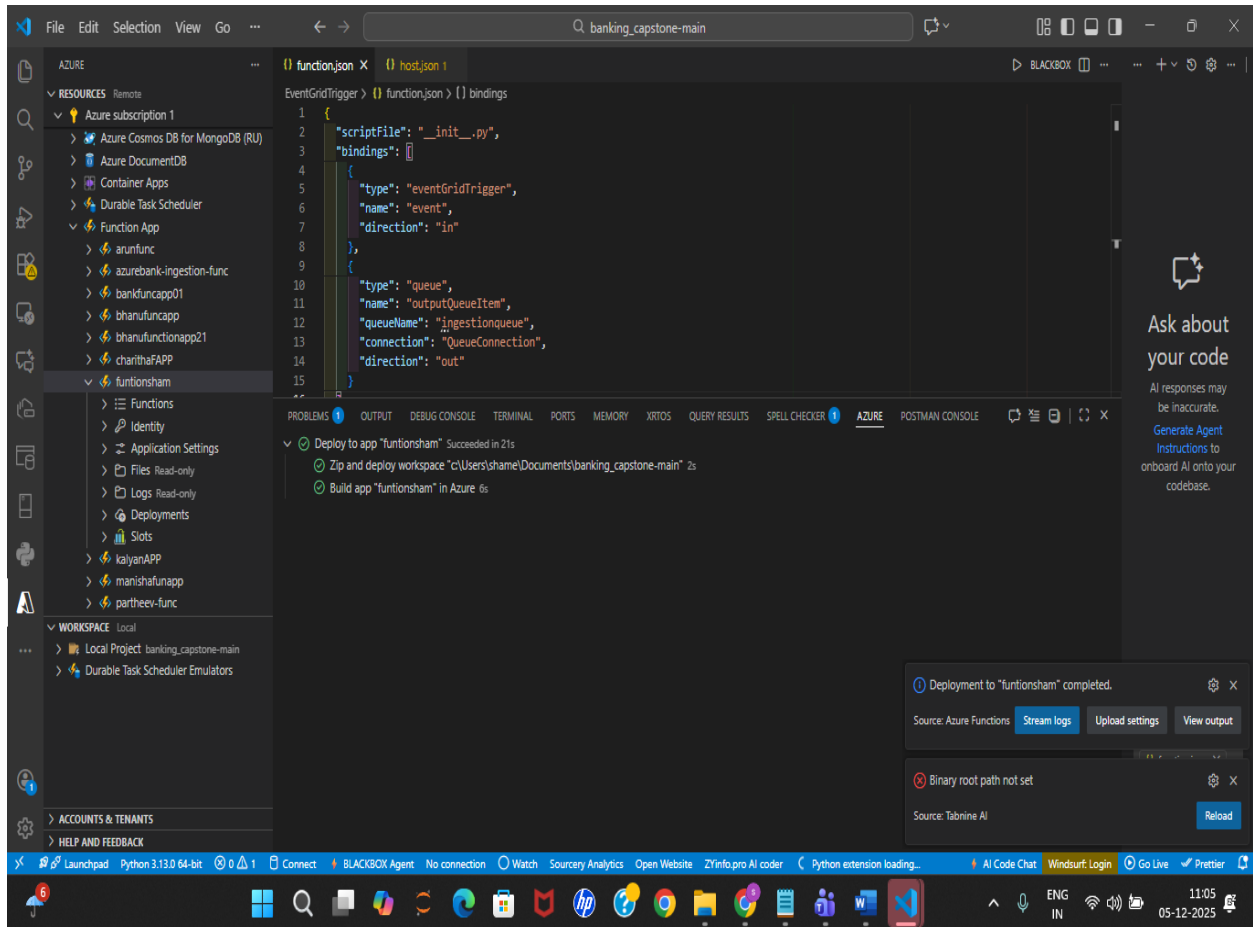 File Edit Selection View Go ···
banking_capstone-main
AZURE ···
RESOURCES Remote
Azure subscription 1
Azure Cosmos DB for MongoDB (RU)
Azure DocumentDB
Container Apps
Durable Task Scheduler
Function App
arunfunc
azurebank-ingestion-func
bankfuncapp01
bhanufuncapp
bhanufunctionapp21
charithaFAPP
funtionsham
Functions
Identity
Application Settings
Files Read-only
Logs Read-only
Deployments
Slots
kalyanAPP
manishafunapp
partheev-func
WORKSPACE Local
Local Project banking_capstone-main
Durable Task Scheduler Emulators
ACCOUNTS & TENANTS
HELP AND FEEDBACK
{} function.json X {} host.json 1
BLACKBOX
EventGridTrigger > {} function.json > [ ] bindings
1 {
2 "scriptFile": "__init__.py",
3 "bindings": [
4 {
5 "type": "eventGridTrigger",
6 "name": "event",
7 "direction": "in"
8 },
9 {
10 "type": "queue",
11 "name": "outputQueueItem",
12 "queueName": "ingestionqueue",
13 "connection": "QueueConnection",
14 "direction": "out"
15 }
PROBLEMS 1 OUTPUT DEBUG CONSOLE TERMINAL PORTS MEMORY XRTOS QUERY RESULTS SPELL CHECKER 1 AZURE POSTMAN CONSOLE
Deploy to app "funtionsham" Succeeded in 21s
Zip and deploy workspace "c:\Users\shame\Documents\banking_capstone-main" 2s
Build app "funtionsham" in Azure 6s
Ask about
your code
AI responses may
be inaccurate.
Generate Agent
Instructions to
onboard AI onto your
codebase.
Deployment to "funtionsham" completed.
Source: Azure Functions Stream logs Upload settings View output
Binary root path not set
Source: Tabnine AI Reload
Launchpad Python 3.13.0 64-bit 0 1 Connect BLACKBOX Agent No connection Watch Sourcery Analytics Open Website ZYinfo.pro AI coder Python extension loading... AI Code Chat Windsurf: Login Go Live Prettier
6
ENG
IN
11:05
05-12-2025